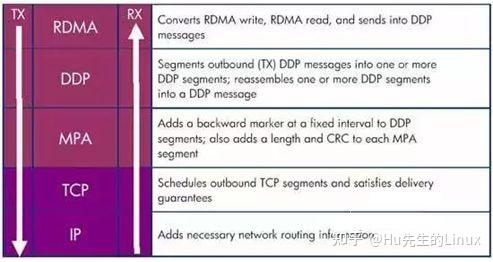 TX
RX
RDMA
Converts RDMA write, RDMA read, and sends into DDP
messages
DDP
Segments outbound (TX) DDP messages into one or more
DDP segments; reassembles one or more DDP segments
into a DDP message
MPA
Adds a backward marker at a fixed interval to DDP
segments; also adds a length and CRC to each MPA
segment
TCP
Schedules outbound TCP segments and satisfies delivery
guarantees
IP
Adds necessary network routing information
知乎 @Hu先生的Linux